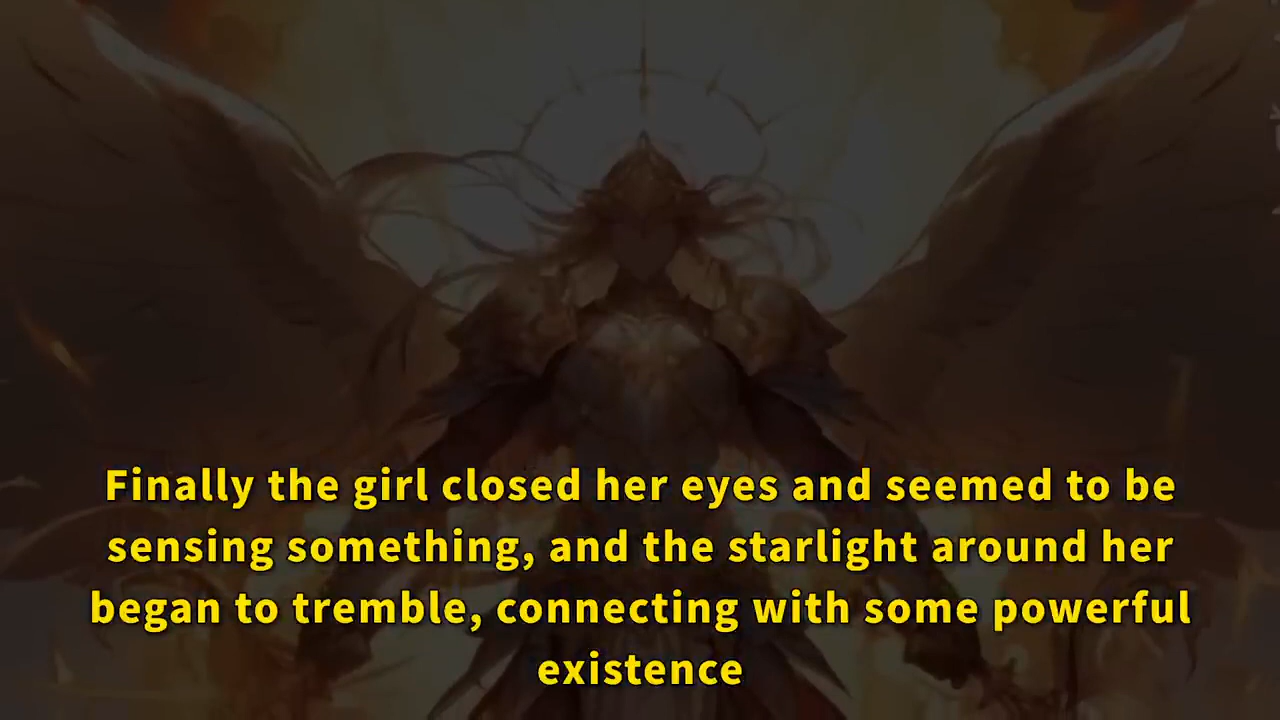 Finally the girl closed her eyes and seemed to be
sensing something, and the starlight around her
began to tremble, connecting with some powerful
existence